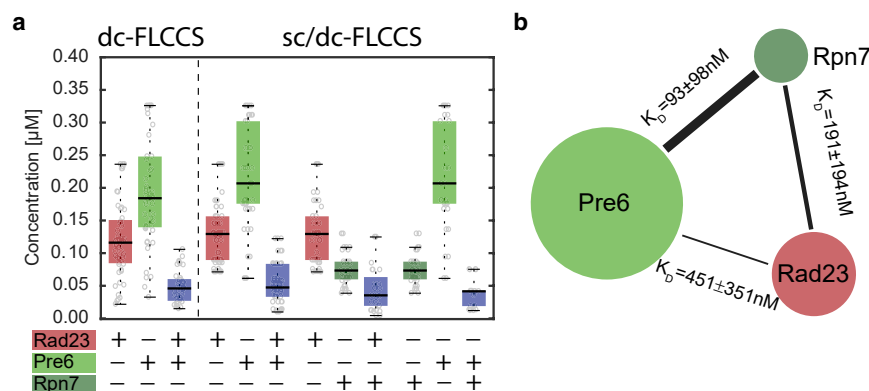 a
dc-FLCCS
sc/dc-FLCCS
Concentration [µM]
0.40
0.35
0.30
0.25
0.20
0.15
0.10
0.05
0.00
Rad23 + − + + − + + − + − − −
Pre6 − + + − + + − − − − + +
Rpn7 − − − − − − − + + + − +
b
Pre6
Rpn7
Rad23
K_D=93±98nM
K_D=191±194nM
K_D=451±351nM